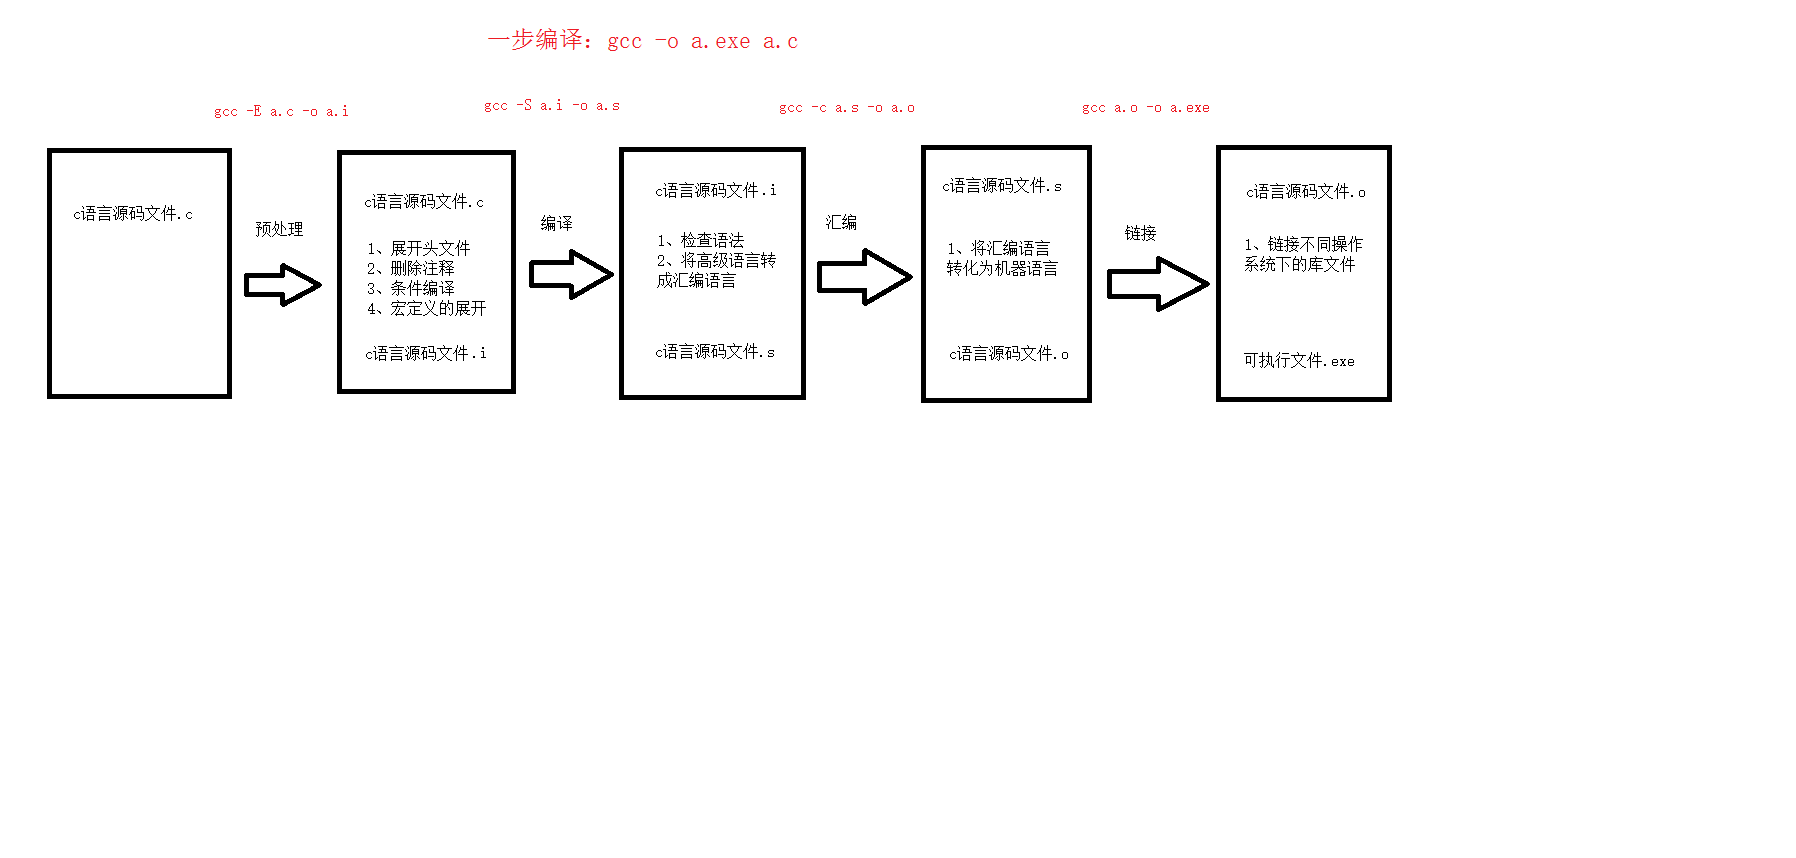 一步编译：gcc -o a.exe a.c
gcc -E a.c -o a.i
gcc -S a.i -o a.s
gcc -c a.s -o a.o
gcc a.o -o a.exe
c语言源码文件.c
预处理
c语言源码文件.c
1、展开头文件
2、删除注释
3、条件编译
4、宏定义的展开
c语言源码文件.i
编译
c语言源码文件.i
1、检查语法
2、将高级语言转
成汇编语言
c语言源码文件.s
汇编
c语言源码文件.s
1、将汇编语言
转化为机器语言
c语言源码文件.o
链接
c语言源码文件.o
1、链接不同操作
系统下的库文件
可执行文件.exe